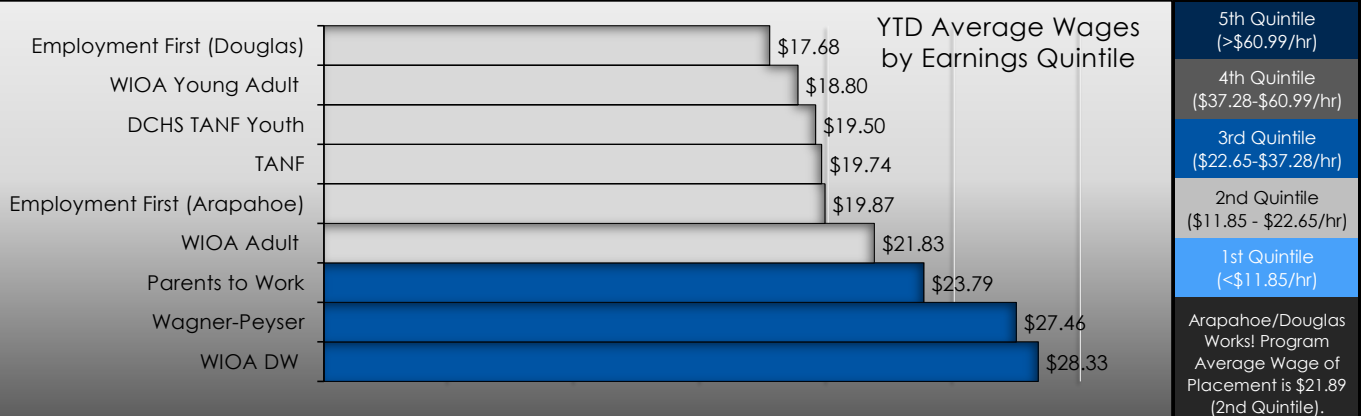 YTD Average Wages
by Earnings Quintile
Employment First (Douglas)
$17.68
WIOA Young Adult
$18.80
DCHS TANF Youth
$19.50
TANF
$19.74
Employment First (Arapahoe)
$19.87
WIOA Adult
$21.83
Parents to Work
$23.79
Wagner-Peyser
$27.46
WIOA DW
$28.33
5th Quintile
(>$60.99/hr)
4th Quintile
($37.28-$60.99/hr)
3rd Quintile
($22.65-$37.28/hr)
2nd Quintile
($11.85 - $22.65/hr)
1st Quintile
(<$11.85/hr)
Arapahoe/Douglas
Works! Program
Average Wage of
Placement is $21.89
(2nd Quintile).